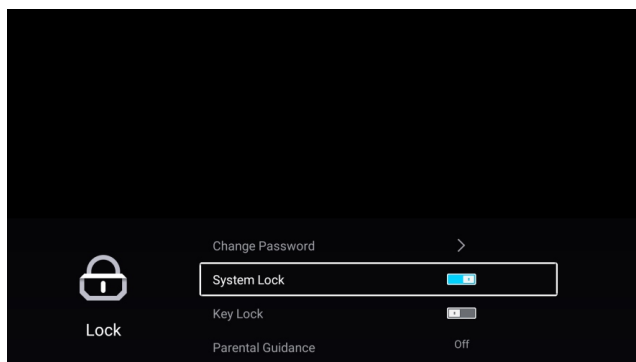 Change Password
System Lock
Key Lock
Lock
Parental Guidance Off